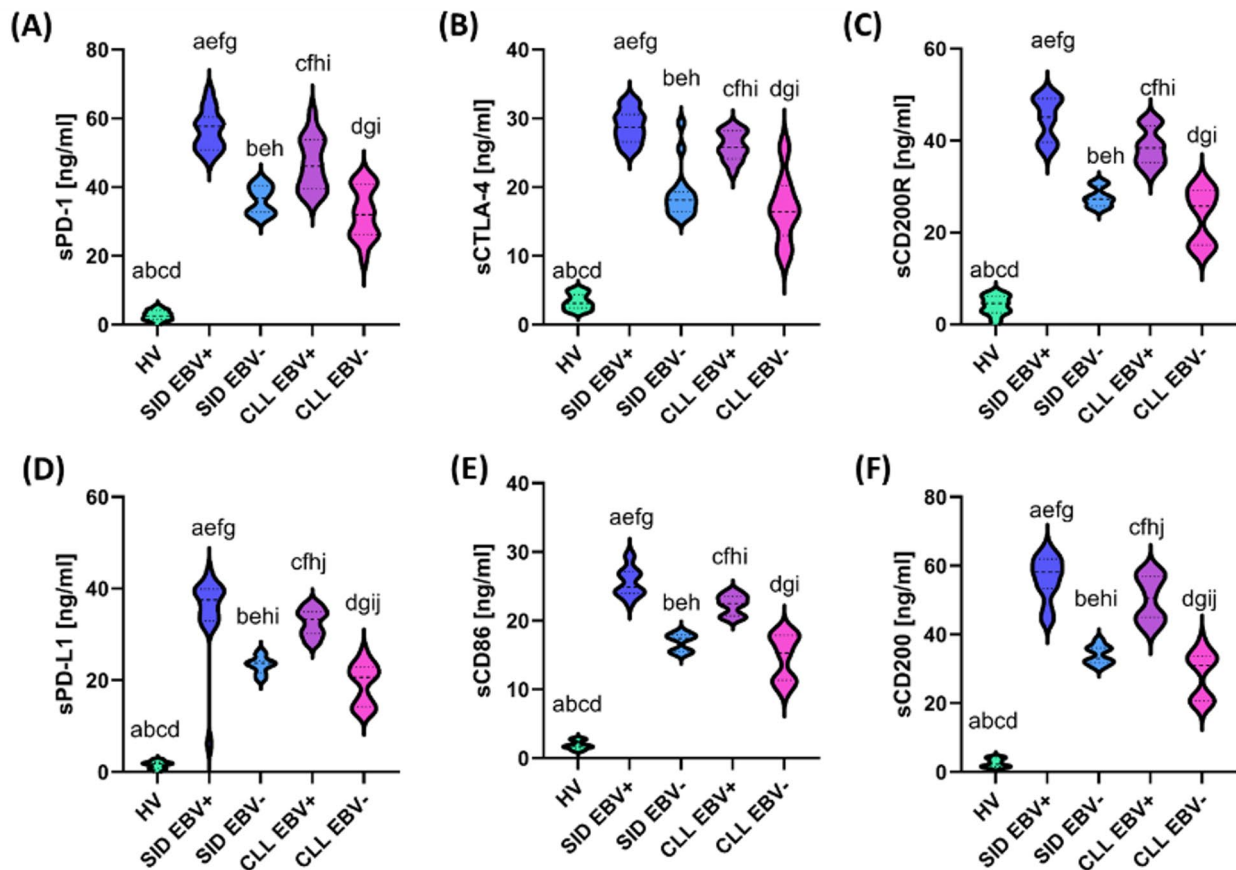 (A)
sPD-1 [ng/ml]
80
60
40
20
0
abcd
aefg
beh
cfhi
dgi
HV
SID EBV+
SID EBV-
CLL EBV+
CLL EBV-
(B)
sCTLA-4 [ng/ml]
40
30
20
10
0
abcd
aefg
beh
cfhi
dgi
HV
SID EBV+
SID EBV-
CLL EBV+
CLL EBV-
(C)
sCD200R [ng/ml]
60
40
20
0
abcd
aefg
beh
cfhi
dgi
HV
SID EBV+
SID EBV-
CLL EBV+
CLL EBV-
(D)
sPD-L1 [ng/ml]
60
40
20
0
abcd
aefg
behi
cfhj
dgij
HV
SID EBV+
SID EBV-
CLL EBV+
CLL EBV-
(E)
sCD86 [ng/ml]
40
30
20
10
0
abcd
aefg
beh
cfhi
dgi
HV
SID EBV+
SID EBV-
CLL EBV+
CLL EBV-
(F)
sCD200 [ng/ml]
80
60
40
20
0
abcd
aefg
behi
cfhj
dgij
HV
SID EBV+
SID EBV-
CLL EBV+
CLL EBV-